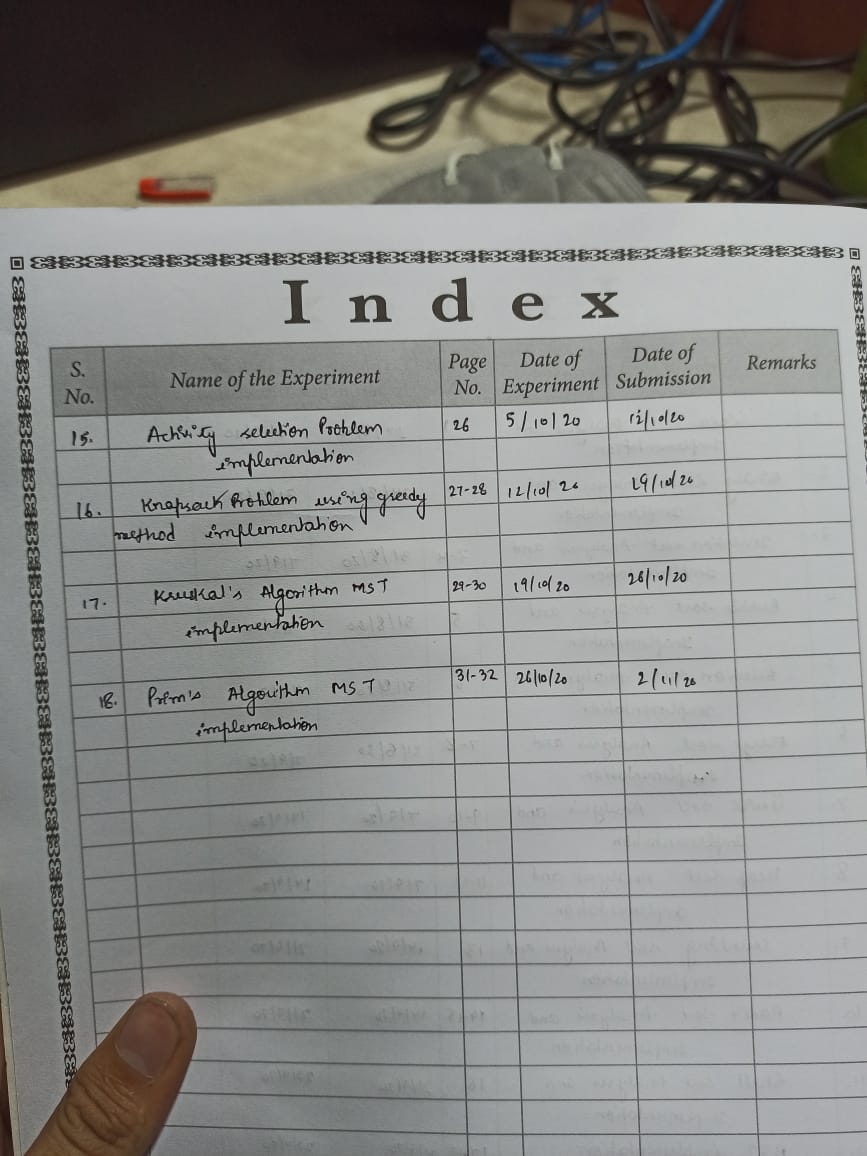 Index
S. No. Name of the Experiment Page No. Date of Experiment Date of Submission Remarks
15. Activity selection Problem 26 5/10/20 12/10/20
implementation
16. Knapsack Problem using greedy 27-28 12/10/20 19/10/20
method implementation
17. Kruskal's Algorithm MST 29-30 19/10/20 26/10/20
implementation
18. Prim's Algorithm MST 31-32 26/10/20 2/11/20
implementation